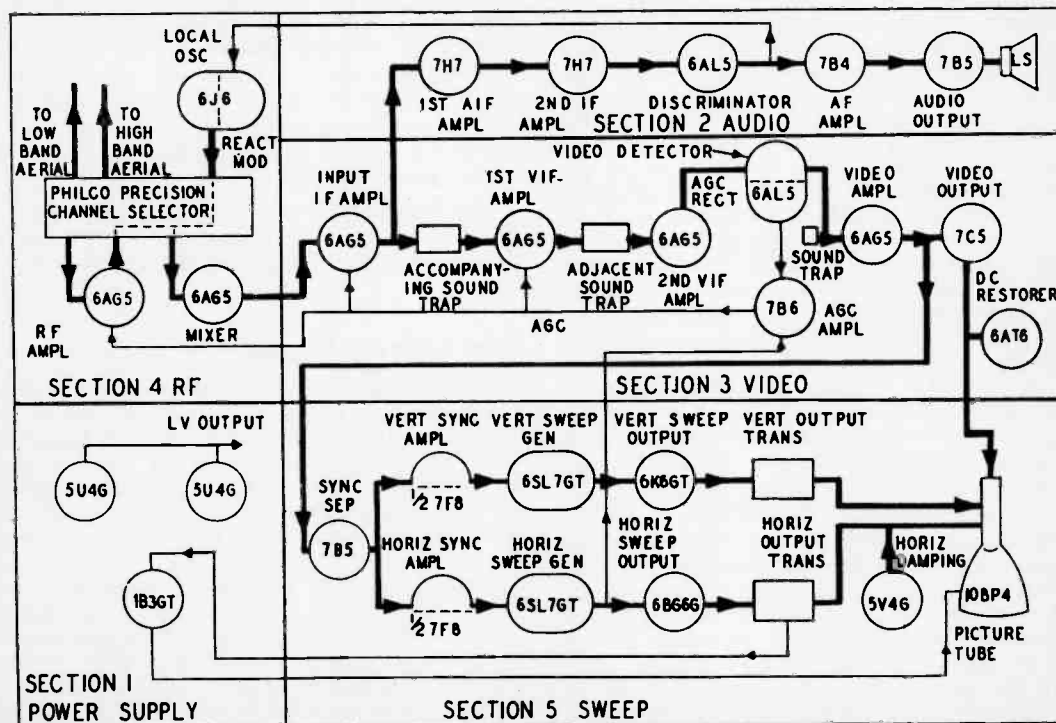 LOCAL
OSC
6J6
REACT
MOD
TO
LOW
BAND
AERIAL
TO
HIGH
BAND
AERIAL
PHILCO PRECISION
CHANNEL SELECTOR
6AG5
RF
AMPL
6AG5
MIXER
SECTION 4 RF
7H7
1ST AIF
AMPL
7H7
2ND IF
AMPL
6AL5
DISCRIMINATOR
7B4
AF
AMPL
7B5
AUDIO
OUTPUT
LS
SECTION 2 AUDIO
INPUT
IF AMPL
6AG5
ACCOMPANY-
ING SOUND
TRAP
1ST VIF-
AMPL
6AG5
ADJACENT
SOUND
TRAP
6AG5
2ND VIF
AMPL
VIDEO DETECTOR
AGC
RECT
6AL5
SOUND
TRAP
VIDEO
AMPL
6AG5
VIDEO
OUTPUT
7C5
DC
RESTORER
6AT6
7B6
AGC
AMPL
AGC
SECTION 3 VIDEO
LV OUTPUT
5U4G
5U4G
1B3GT
SECTION 1
POWER SUPPLY
SYNC
SEP
7B5
VERT SYNC
AMPL
1/2 7F8
VERT SWEEP
GEN
6SL7GT
VERT SWEEP
OUTPUT
6K6GT
VERT OUTPUT
TRANS
HORIZ SYNC
AMPL
1/2 7F8
HORIZ
SWEEP GEN
6SL7GT
HORIZ
SWEEP
OUTPUT
6BG6G
HORIZ
OUTPUT
TRANS
HORIZ
DAMPING
5V4G
10BP4
PICTURE
TUBE
SECTION 5 SWEEP